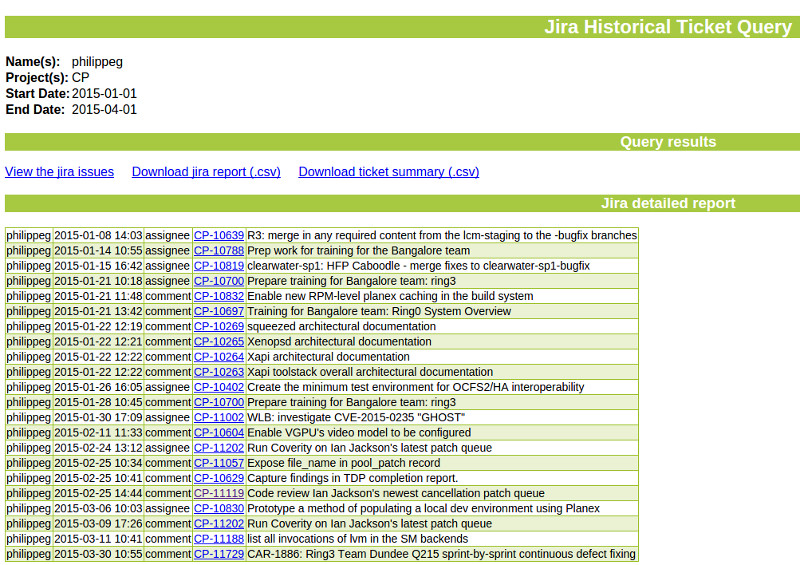 Jira Historical Ticket Query
Name(s): philippeg
Project(s): CP
Start Date: 2015-01-01
End Date: 2015-04-01
Query results
View the jira issues Download jira report (.csv) Download ticket summary (.csv)
Jira detailed report
philippeg 2015-01-08 14:03 assignee CP-10639 R3: merge in any required content from the lcm-staging to the -bugfix branches
philippeg 2015-01-14 10:55 assignee CP-10788 Prep work for training for the Bangalore team
philippeg 2015-01-15 16:42 assignee CP-10819 clearwater-sp1: HFP Caboodle - merge fixes to clearwater-sp1-bugfix
philippeg 2015-01-21 10:18 assignee CP-10700 Prepare training for Bangalore team: ring3
philippeg 2015-01-21 11:48 comment CP-10832 Enable new RPM-level planex caching in the build system
philippeg 2015-01-21 13:42 comment CP-10697 Training for Bangalore team: Ring0 System Overview
philippeg 2015-01-22 12:19 comment CP-10269 squeezed architectural documentation
philippeg 2015-01-22 12:21 comment CP-10265 Xenopsd architectural documentation
philippeg 2015-01-22 12:22 comment CP-10264 Xapi architectural documentation
philippeg 2015-01-22 12:22 comment CP-10263 Xapi toolstack overall architectural documentation
philippeg 2015-01-26 16:05 assignee CP-10402 Create the minimum test environment for OCFS2/HA interoperability
philippeg 2015-01-28 10:45 comment CP-10700 Prepare training for Bangalore team: ring3
philippeg 2015-01-30 17:09 assignee CP-11002 WLB: investigate CVE-2015-0235 "GHOST"
philippeg 2015-02-11 11:33 comment CP-10604 Enable VGPU's video model to be configured
philippeg 2015-02-24 13:12 assignee CP-11202 Run Coverity on Ian Jackson's latest patch queue
philippeg 2015-02-25 10:34 comment CP-11057 Expose file_name in pool_patch record
philippeg 2015-02-25 10:41 comment CP-10629 Capture findings in TDP completion report.
philippeg 2015-02-25 14:44 comment CP-11119 Code review Ian Jackson's newest cancellation patch queue
philippeg 2015-03-06 10:03 assignee CP-10830 Prototype a method of populating a local dev environment using Planex
philippeg 2015-03-09 17:26 comment CP-11202 Run Coverity on Ian Jackson's latest patch queue
philippeg 2015-03-11 10:41 comment CP-11188 list all invocations of lvm in the SM backends
philippeg 2015-03-30 10:55 comment CP-11729 CAR-1886: Ring3 Team Dundee Q215 sprint-by-sprint continuous defect fixing